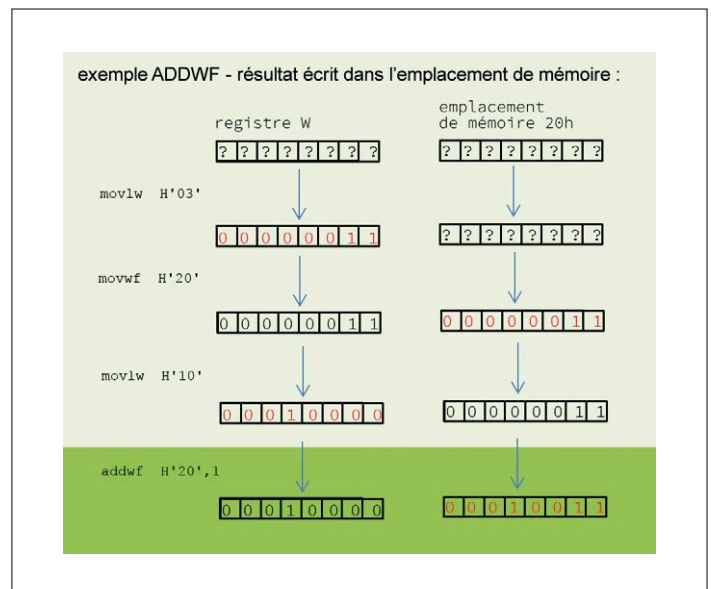 exemple ADDWF - résultat écrit dans l'emplacement de mémoire :
registre W
emplacement
de mémoire 20h
? ? ? ? ? ? ? ?
? ? ? ? ? ? ? ?
movlw H'03'
0 0 0 0 0 0 1 1
? ? ? ? ? ? ? ?
movwf H'20'
0 0 0 0 0 0 1 1
0 0 0 0 0 0 1 1
movlw H'10'
0 0 0 1 0 0 0 0
0 0 0 0 0 0 1 1
addwf H'20',1
0 0 0 1 0 0 0 0
0 0 0 1 0 0 1 1